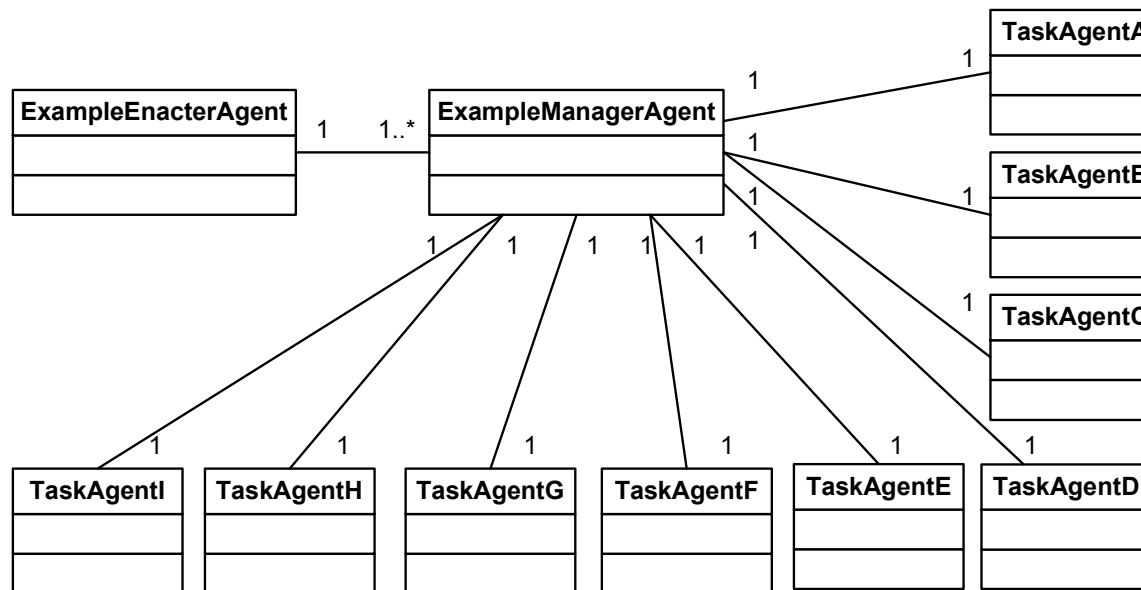 TaskAgentA
1
1
ExampleEnacterAgent
ExampleManagerAgent
1
1..*
1
TaskAgentB
1
1
1
1
1
1
1
1
1
TaskAgentC
1
1
1
1
1
1
1
TaskAgentI
TaskAgentH
TaskAgentG
TaskAgentF
TaskAgentE
TaskAgentD